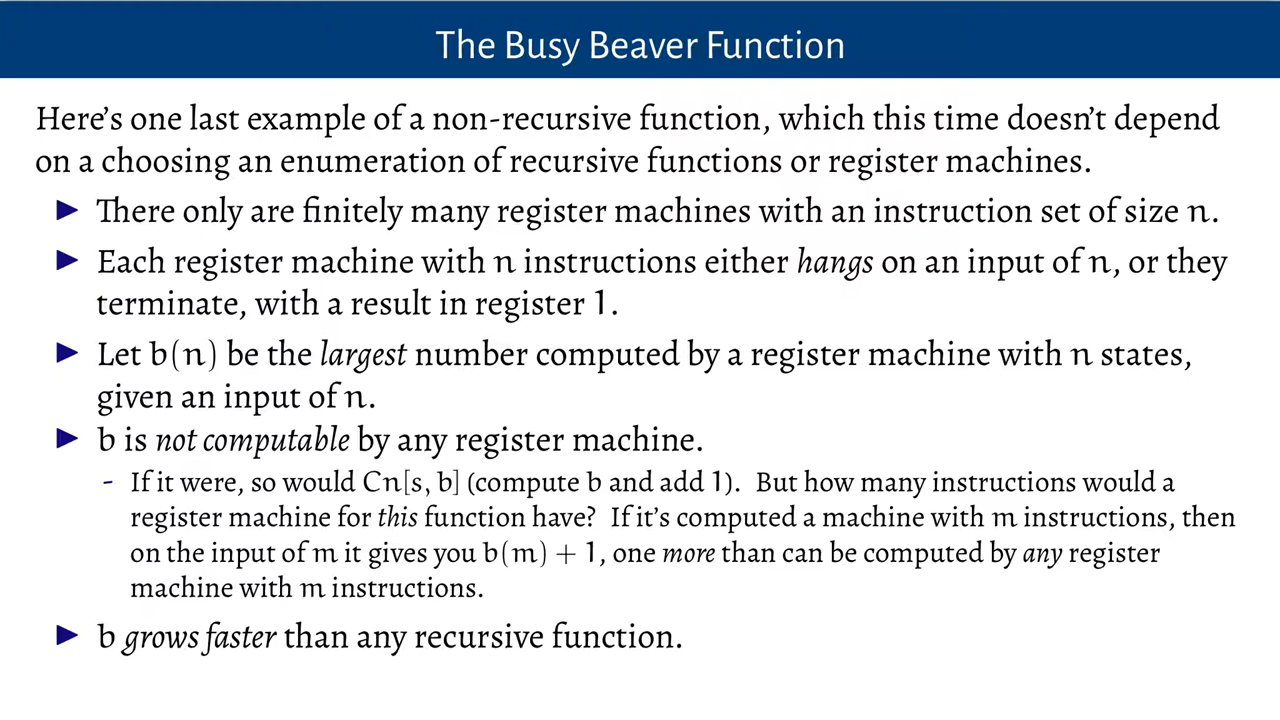 The Busy Beaver Function
Here's one last example of a non-recursive function, which this time doesn't depend
on a choosing an enumeration of recursive functions or register machines.
▶ There only are finitely many register machines with an instruction set of size n.
▶ Each register machine with n instructions either hangs on an input of n, or they
terminate, with a result in register 1.
▶ Let b(n) be the largest number computed by a register machine with n states,
given an input of n.
▶ b is not computable by any register machine.
- If it were, so would Cn[s, b] (compute b and add 1). But how many instructions would a
register machine for this function have? If it's computed a machine with m instructions, then
on the input of m it gives you b(m) + 1, one more than can be computed by any register
machine with m instructions.
▶ b grows faster than any recursive function.